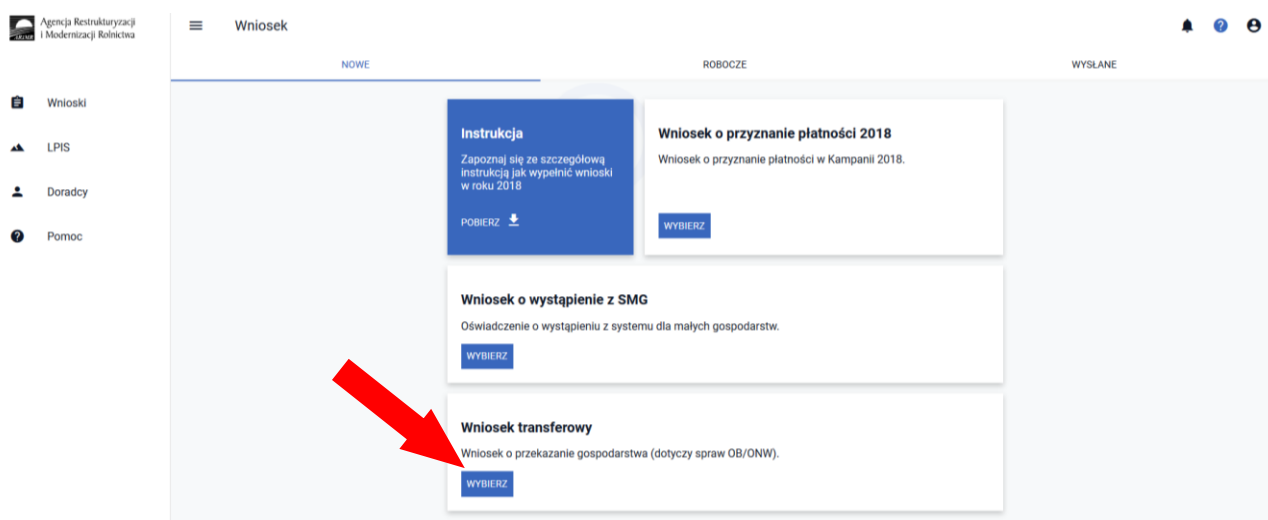 Agencja Restrukturyzacji
i Modernizacji Rolnictwa
Wniosek
NOWE
ROBOCZE
WYSŁANE
Wnioski
LPIS
Doradcy
Pomoc
Instrukcja
Zapoznaj się ze szczegółową
instrukcją jak wypełnić wnioski
w roku 2018
POBIERZ
Wniosek o przyznanie płatności 2018
Wniosek o przyznanie płatności w Kampanii 2018.
WYBIERZ
Wniosek o wystąpienie z SMG
Oświadczenie o wystąpieniu z systemu dla małych gospodarstw.
WYBIERZ
Wniosek transferowy
Wniosek o przekazanie gospodarstwa (dotyczy spraw OB/ONW).
WYBIERZ